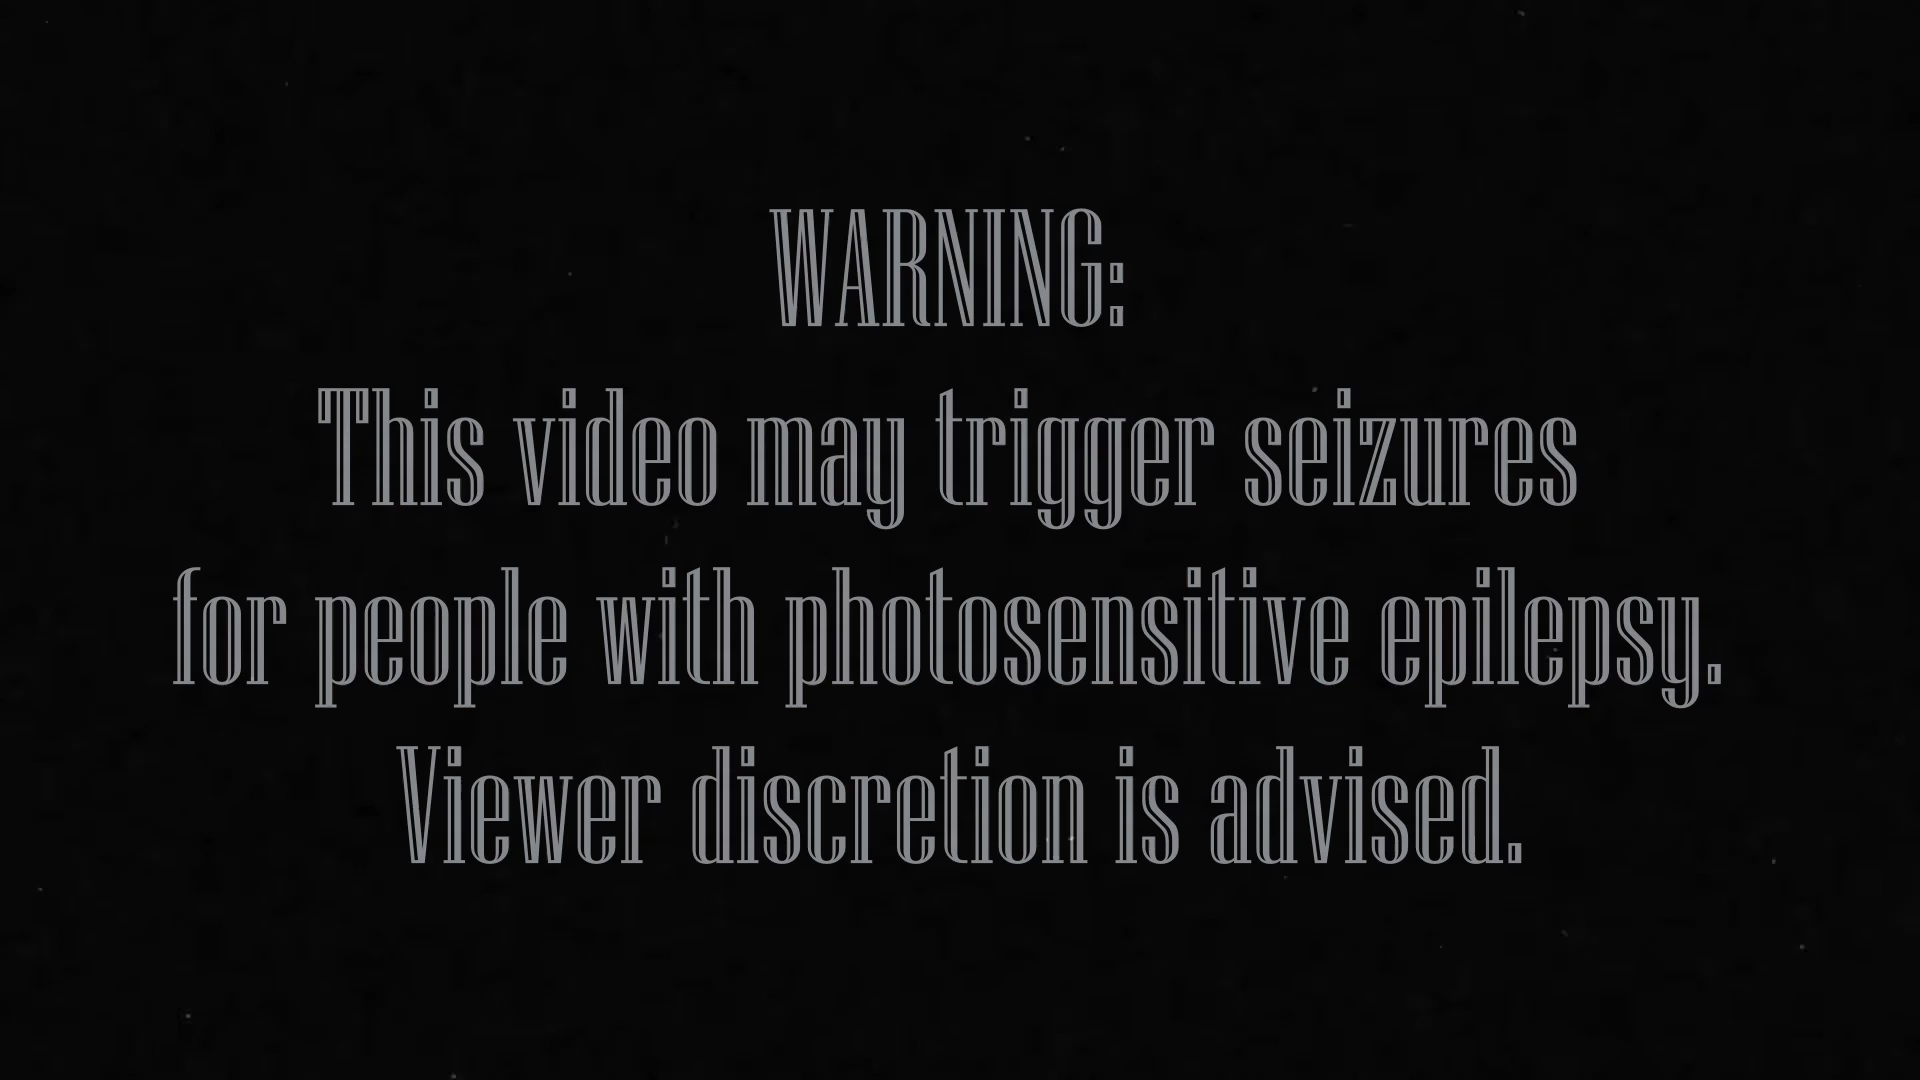 WARNING:
This video may trigger seizures
for people with photosensitive epilepsy.
Viewer discretion is advised.